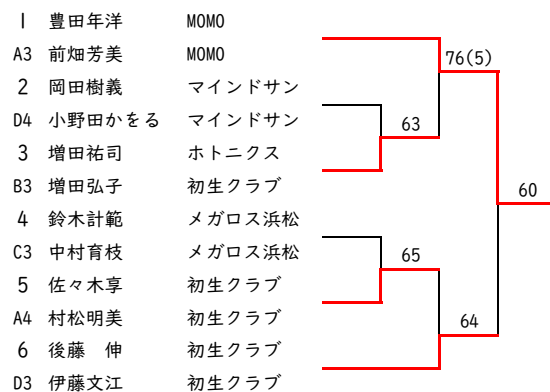 1 豊田年洋 MOMO
A3 前畑芳美 MOMO
76(5)
2 岡田樹義 マインドサン
D4 小野田かをる マインドサン
63
3 増田祐司 ホトニクス
B3 増田弘子 初生クラブ
60
4 鈴木計範 メガロス浜松
C3 中村育枝 メガロス浜松
65
5 佐々木享 初生クラブ
A4 村松明美 初生クラブ
64
6 後藤 伸 初生クラブ
D3 伊藤文江 初生クラブ